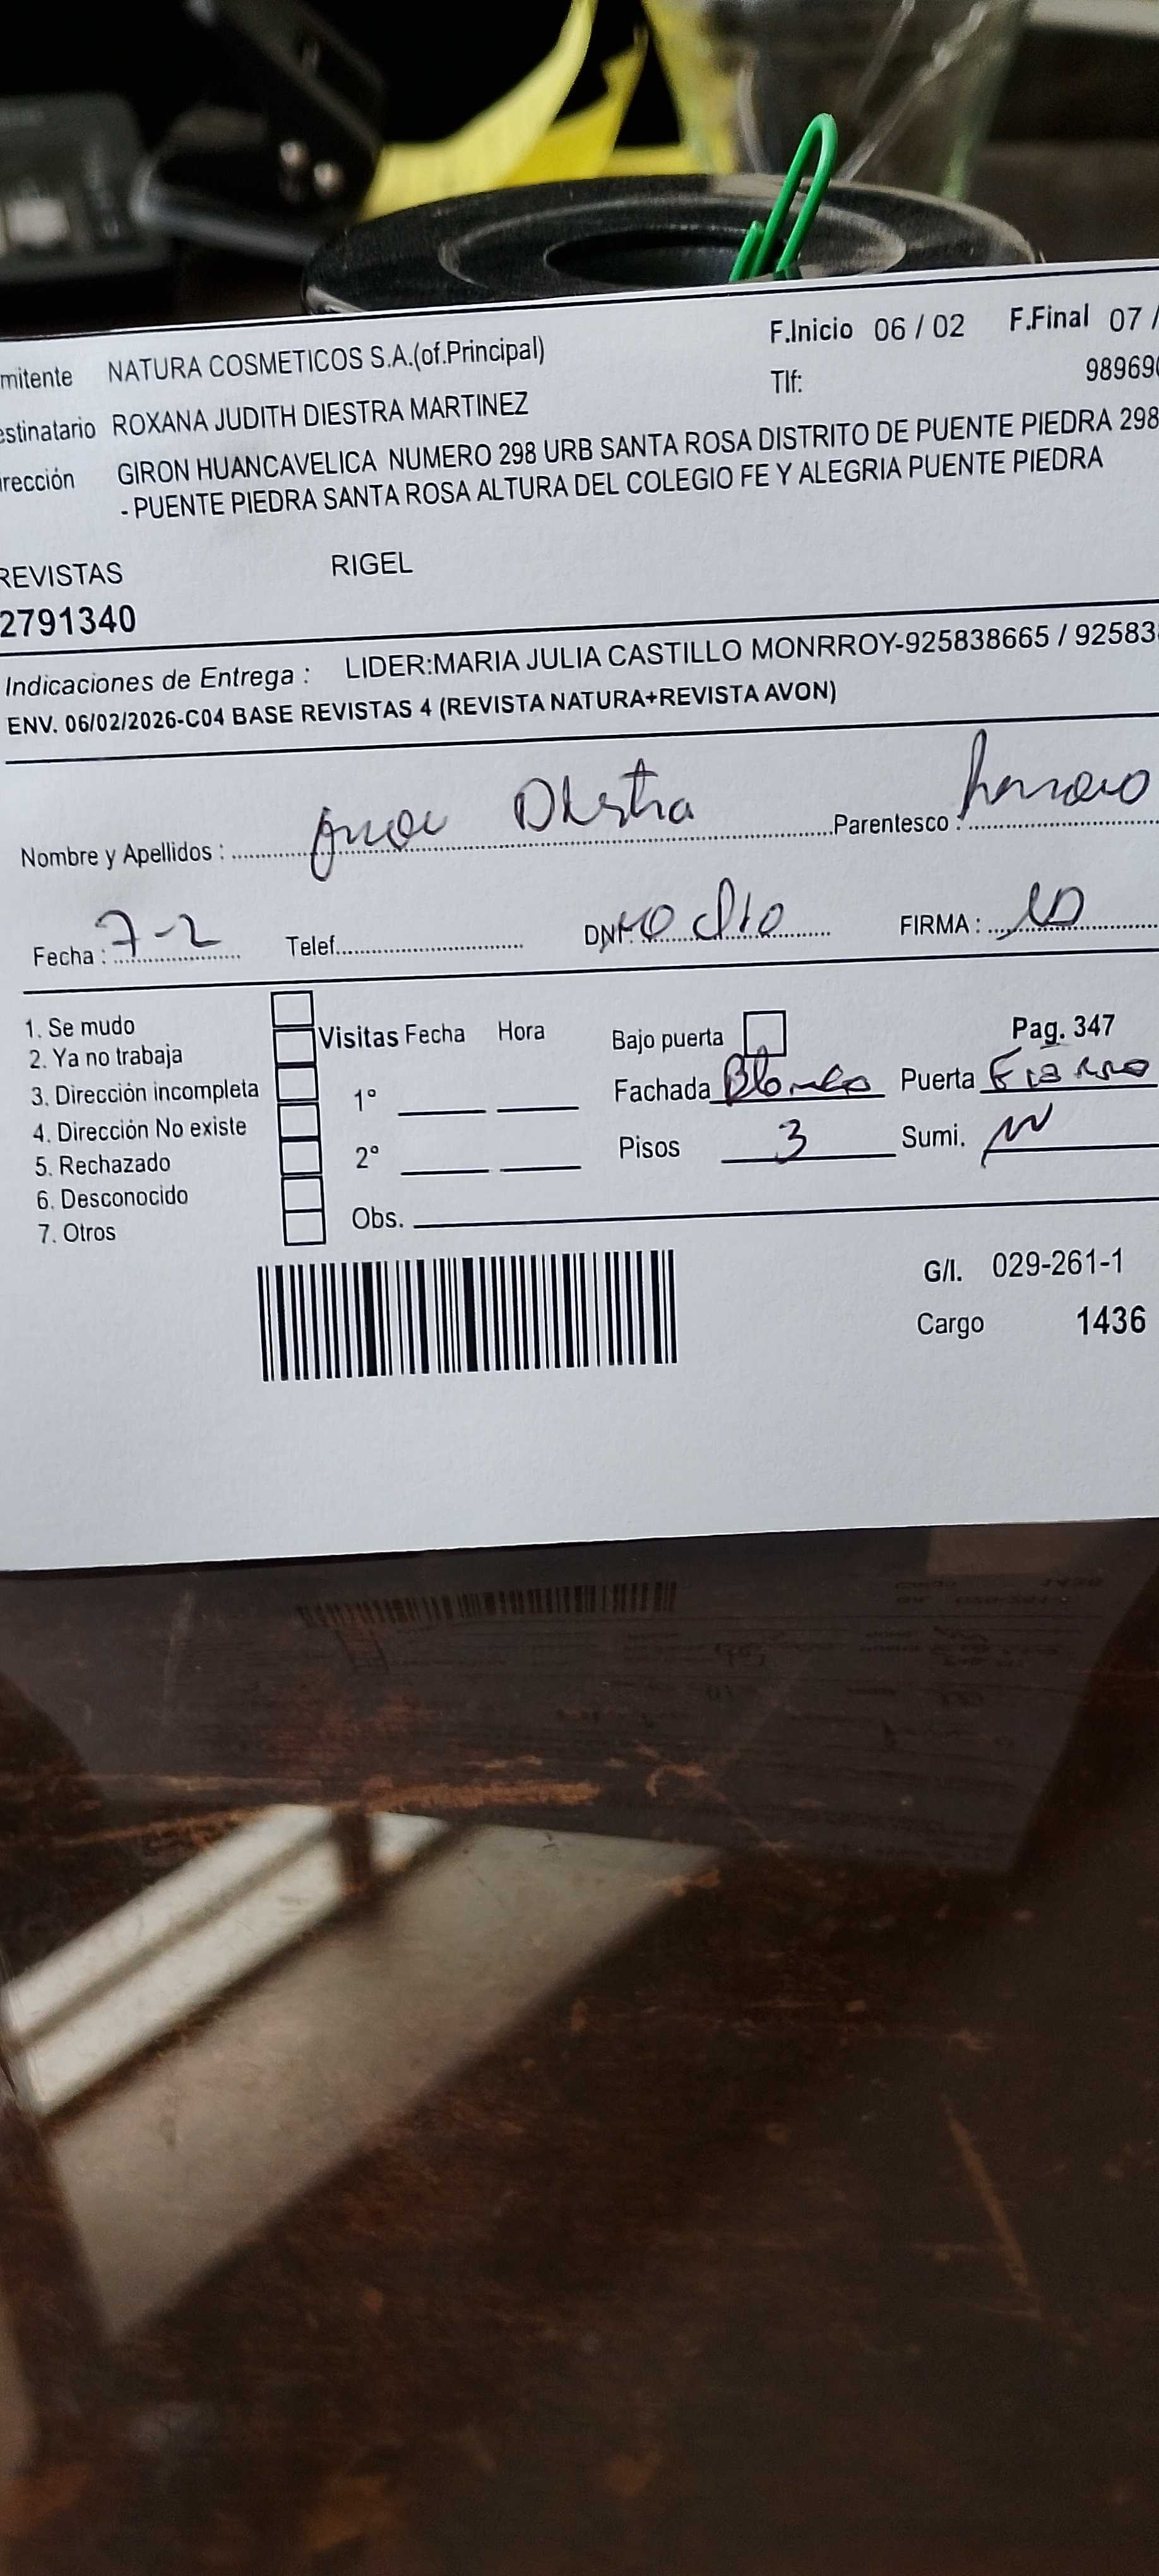 mitente NATURA COSMETICOS S.A.(of.Principal) F.Inicio 06 / 02 F.Final 07 /
estinatario ROXANA JUDITH DIESTRA MARTINEZ Tlf: 98969
rección GIRON HUANCAVELICA NUMERO 298 URB SANTA ROSA DISTRITO DE PUENTE PIEDRA 298
- PUENTE PIEDRA SANTA ROSA ALTURA DEL COLEGIO FE Y ALEGRIA PUENTE PIEDRA
REVISTAS RIGEL
2791340
Indicaciones de Entrega : LIDER:MARIA JULIA CASTILLO MONRROY-925838665 / 92583
ENV. 06/02/2026-C04 BASE REVISTAS 4 (REVISTA NATURA+REVISTA AVON)
Nombre y Apellidos : Diestra Parentesco :
Fecha : 7-2 Telef. DNI: FIRMA :
1. Se mudo
2. Ya no trabaja
3. Dirección incompleta
4. Dirección No existe
5. Rechazado
6. Desconocido
7. Otros
Visitas Fecha Hora
1°
2°
Obs.
Bajo puerta Pag. 347
Fachada Blanca Puerta Fierro
Pisos 3 Sumi.
G/I. 029-261-1
Cargo 1436